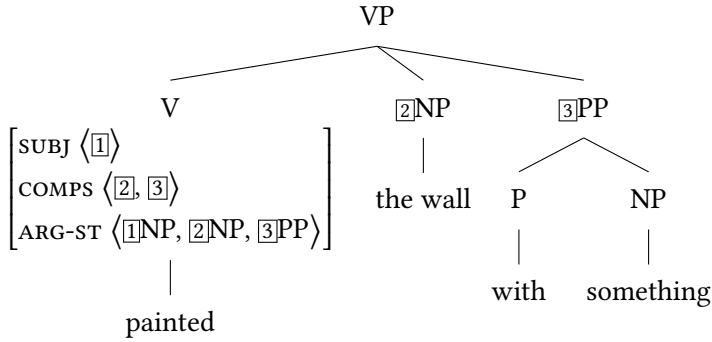 VP
V 2NP 3PP
SUBJ ⟨1⟩
COMPS ⟨2, 3⟩
ARG-ST ⟨1NP, 2NP, 3PP⟩
the wall P NP
with something
painted